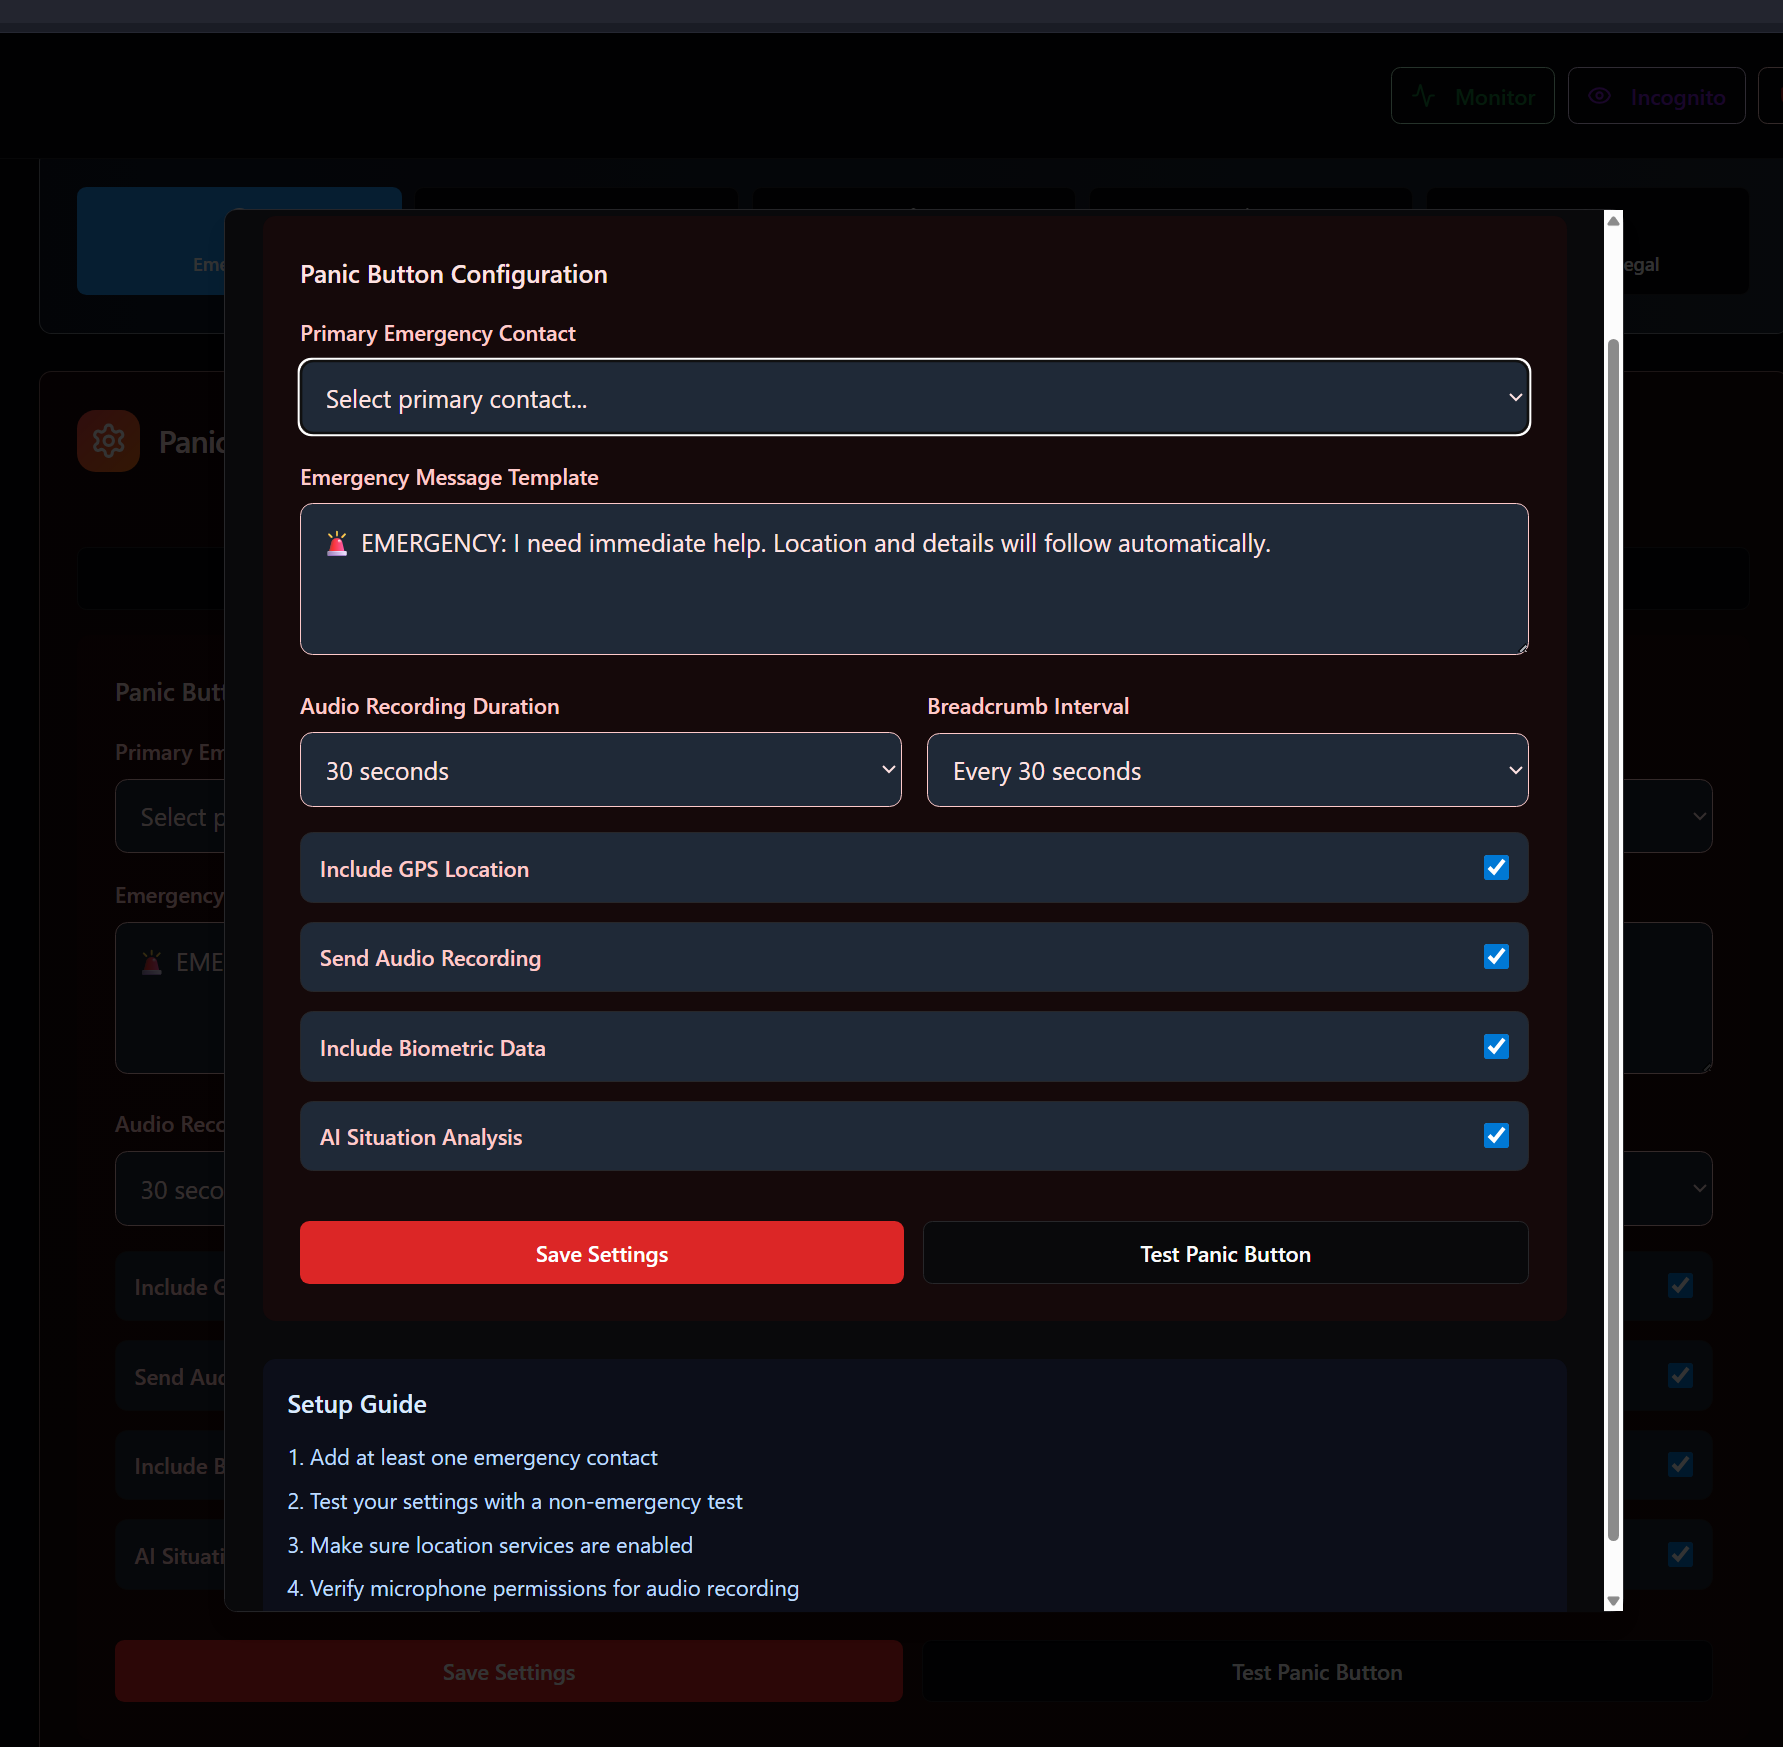 Monitor
Incognito
Eme
egal
Panic Button Configuration
Primary Emergency Contact
Select primary contact...
Emergency Message Template
🚨 EMERGENCY: I need immediate help. Location and details will follow automatically.
Audio Recording Duration
Breadcrumb Interval
30 seconds
Every 30 seconds
Include GPS Location
Send Audio Recording
Include Biometric Data
AI Situation Analysis
Save Settings
Test Panic Button
Setup Guide
1. Add at least one emergency contact
2. Test your settings with a non-emergency test
3. Make sure location services are enabled
4. Verify microphone permissions for audio recording
Panic
Panic Butt
Primary Em
Select p
Emergency
🚨 EME
Audio Reco
30 seco
Include G
Send Aud
Include B
AI Situati
Save Settings
Test Panic Button